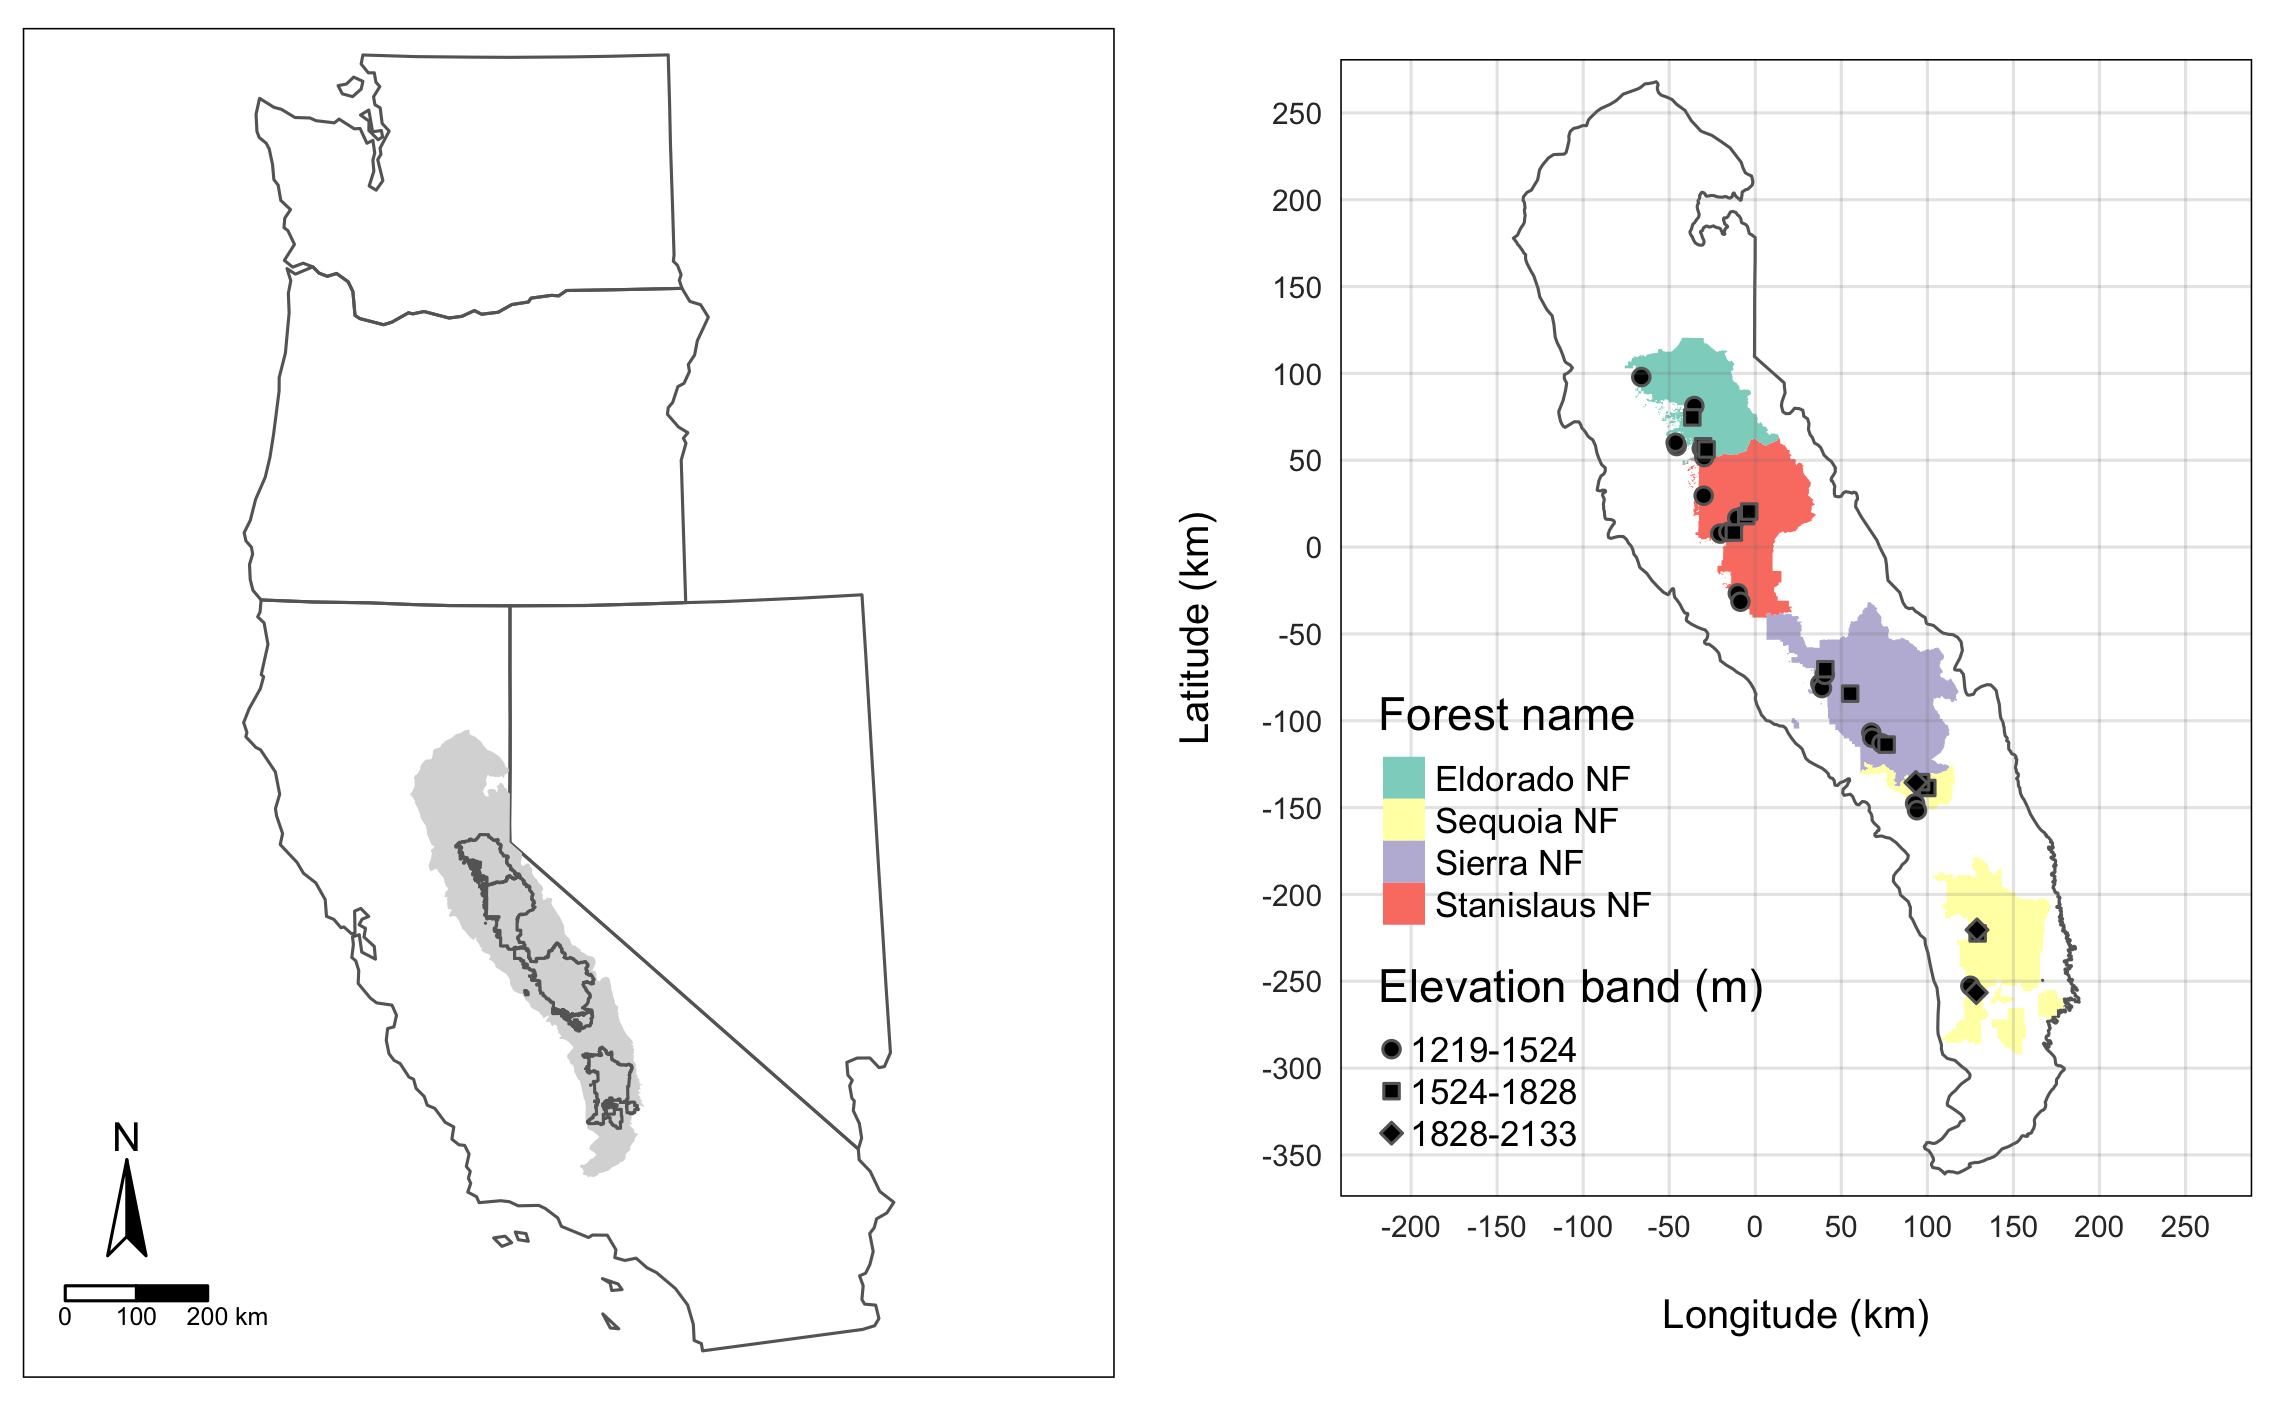 N
0 100 200 km
Latitude (km)
250
200
150
100
50
0
-50
-100
-150
-200
-250
-300
-350
Forest name
Eldorado NF
Sequoia NF
Sierra NF
Stanislaus NF
Elevation band (m)
1219-1524
1524-1828
1828-2133
-200 -150 -100 -50 0 50 100 150 200 250
Longitude (km)